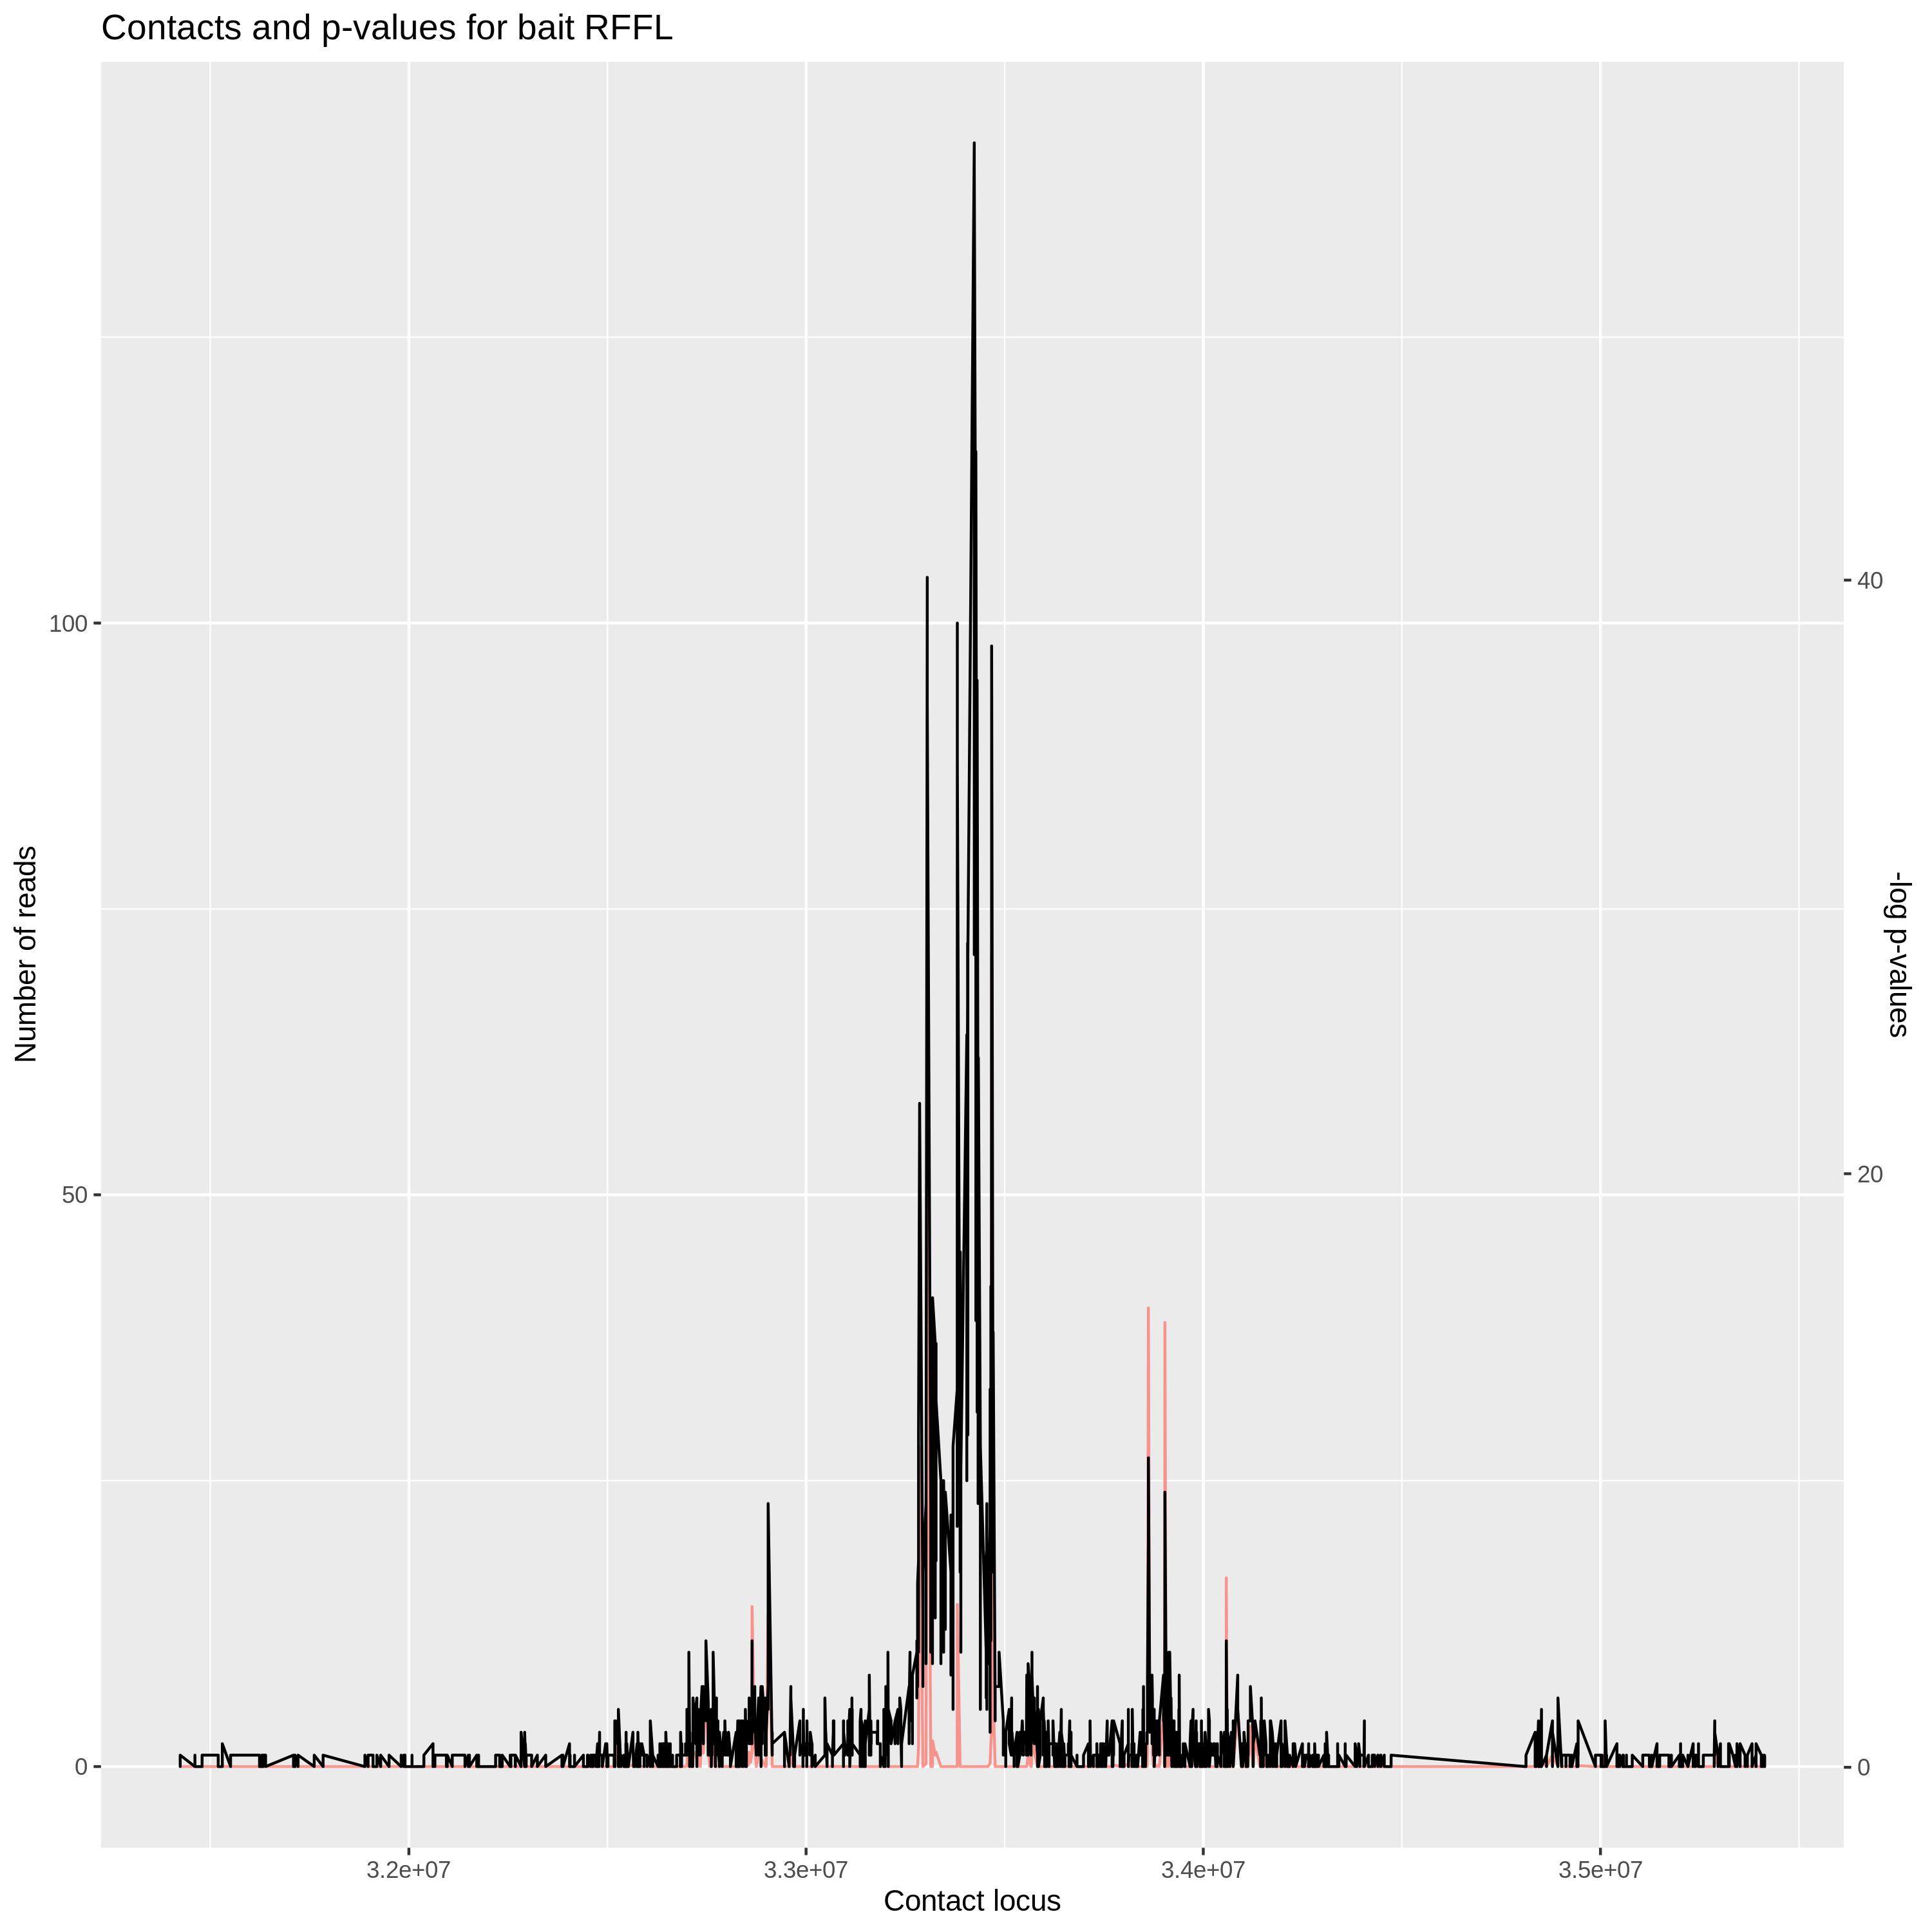 Contacts and p-values for bait RFFL
Number of reads
100
50
0
40
20
0
-log p-values
3.2e+07
3.3e+07
3.4e+07
3.5e+07
Contact locus